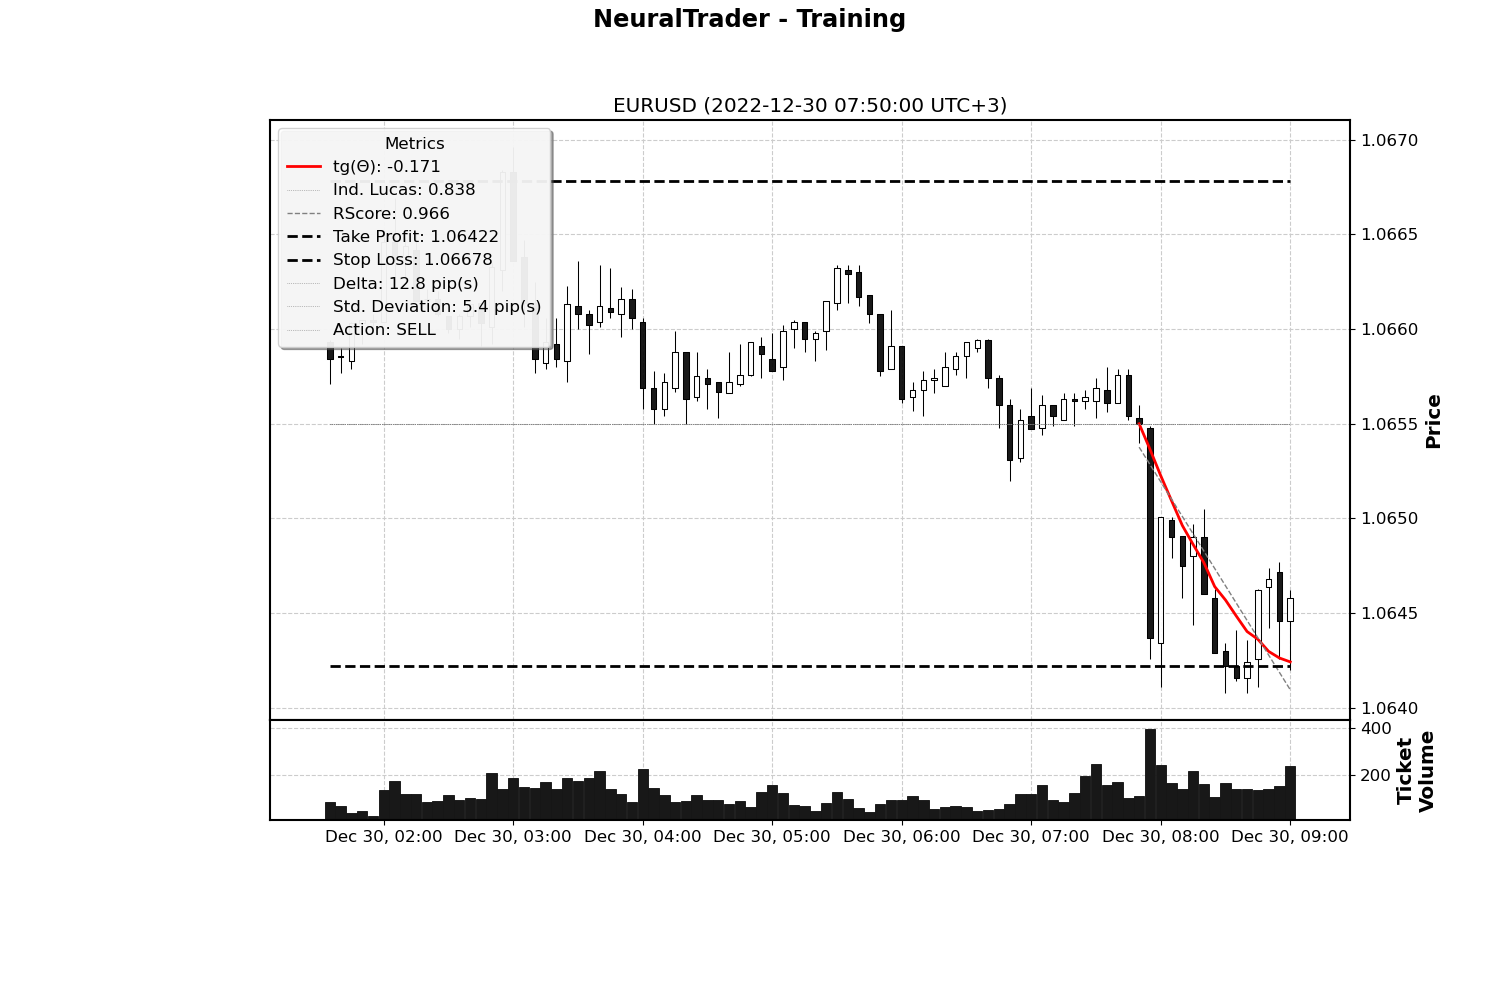 NeuralTrader - Training
EURUSD (2022-12-30 07:50:00 UTC+3)
Metrics
tg(Θ): -0.171
Ind. Lucas: 0.838
RScore: 0.966
Take Profit: 1.06422
Stop Loss: 1.06678
Delta: 12.8 pip(s)
Std. Deviation: 5.4 pip(s)
Action: SELL
1.0670
1.0665
1.0660
1.0655
1.0650
1.0645
1.0640
Price
400
200
Ticket
Volume
Dec 30, 02:00 Dec 30, 03:00 Dec 30, 04:00 Dec 30, 05:00 Dec 30, 06:00 Dec 30, 07:00 Dec 30, 08:00 Dec 30, 09:00